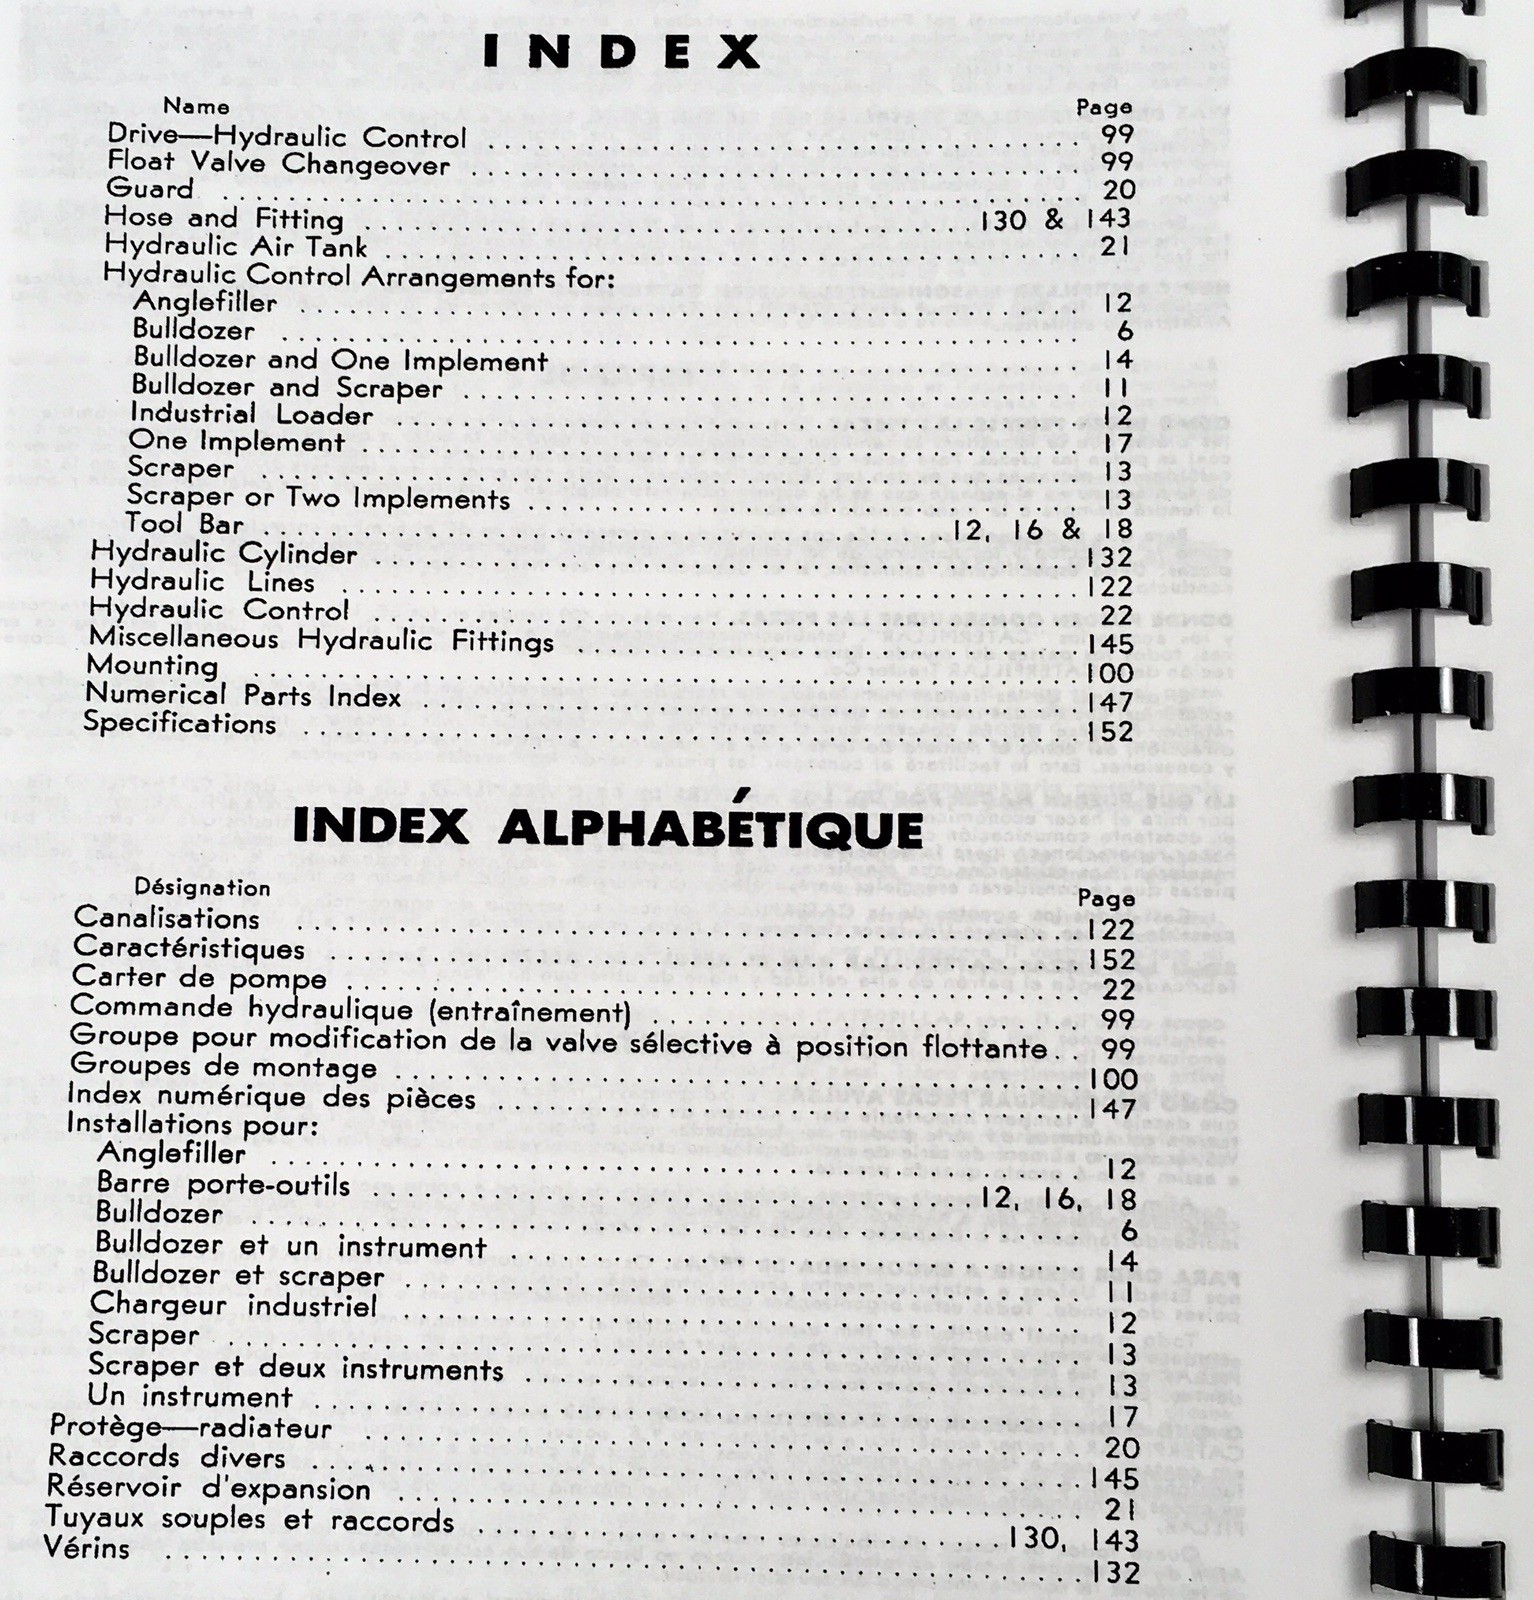 INDEX
Name Page
Drive—Hydraulic Control 99
Float Valve Changeover 99
Guard 20
Hose and Fitting 130 & 143
Hydraulic Air Tank 21
Hydraulic Control Arrangements for:
Anglefiller 12
Bulldozer 6
Bulldozer and One Implement 14
Bulldozer and Scraper 11
Industrial Loader 12
One Implement 17
Scraper 13
Scraper or Two Implements 13
Tool Bar 12, 16 & 18
Hydraulic Cylinder 132
Hydraulic Lines 122
Hydraulic Control 22
Miscellaneous Hydraulic Fittings 145
Mounting 100
Numerical Parts Index 147
Specifications 152
INDEX ALPHABÉTIQUE
Désignation Page
Canalisations 122
Caractéristiques 152
Carter de pompe 22
Commande hydraulique (entraînement) 99
Groupe pour modification de la valve sélective à position flottante 99
Groupes de montage 100
Index numérique des pièces 147
Installations pour:
Anglefiller 12
Barre porte-outils 12, 16, 18
Bulldozer 6
Bulldozer et un instrument 14
Bulldozer et scraper 11
Chargeur industriel 12
Scraper 13
Scraper et deux instruments 13
Un instrument 17
Protège—radiateur 20
Raccords divers 145
Réservoir d'expansion 21
Tuyaux souples et raccords 130, 143
Vérins 132